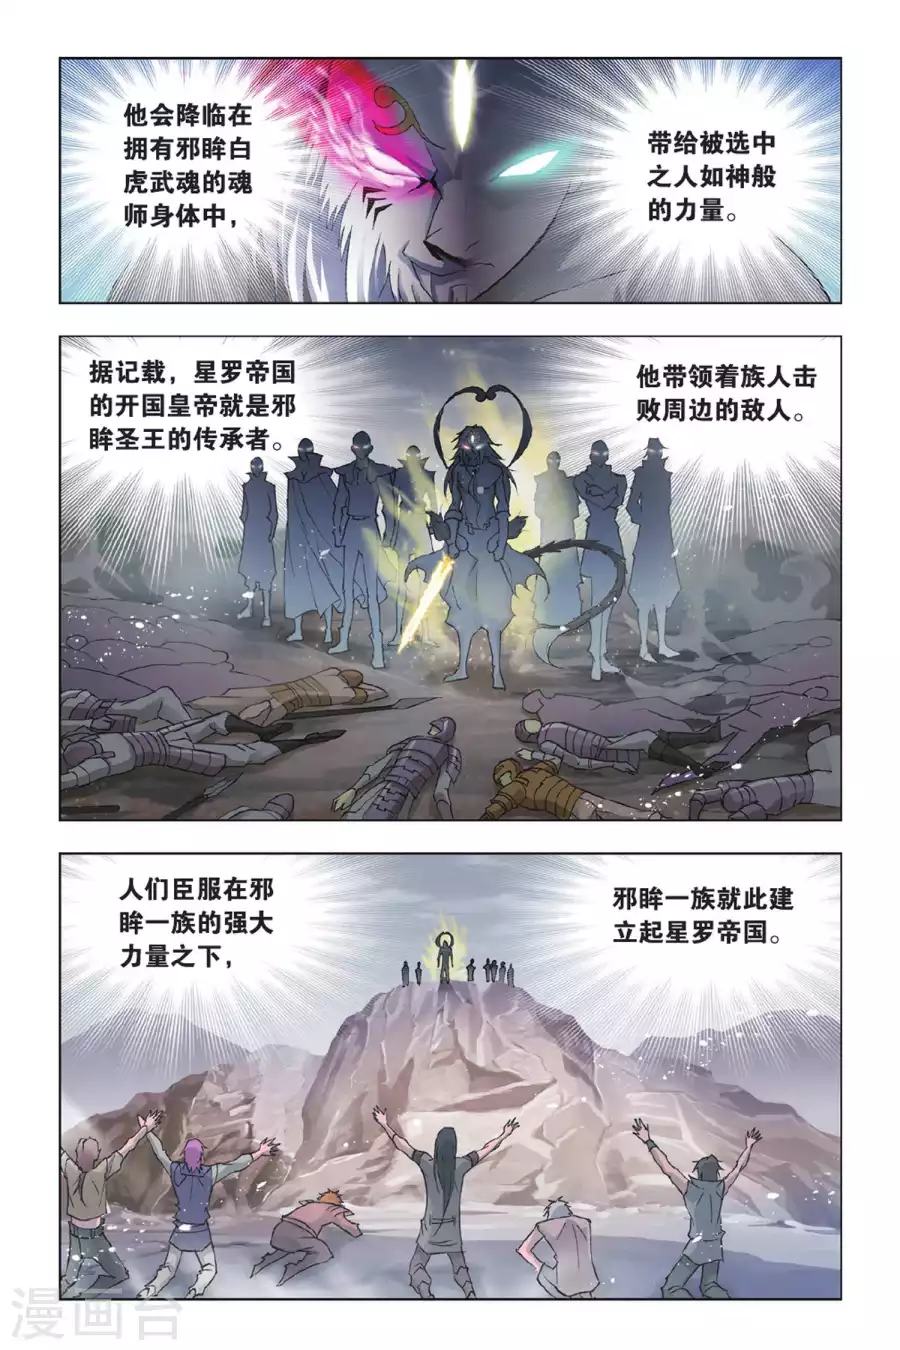 他会降临在
拥有邪眸白
虎武魂的魂
师身体中，
带给被选中
之人如神般
的力量。
据记载，星罗帝国
的开国皇帝就是邪
眸圣王的传承者。
他带领着族人击
败周边的敌人。
人们臣服在邪
眸一族的强大
力量之下，
邪眸一族就此建
立起星罗帝国。
漫画台